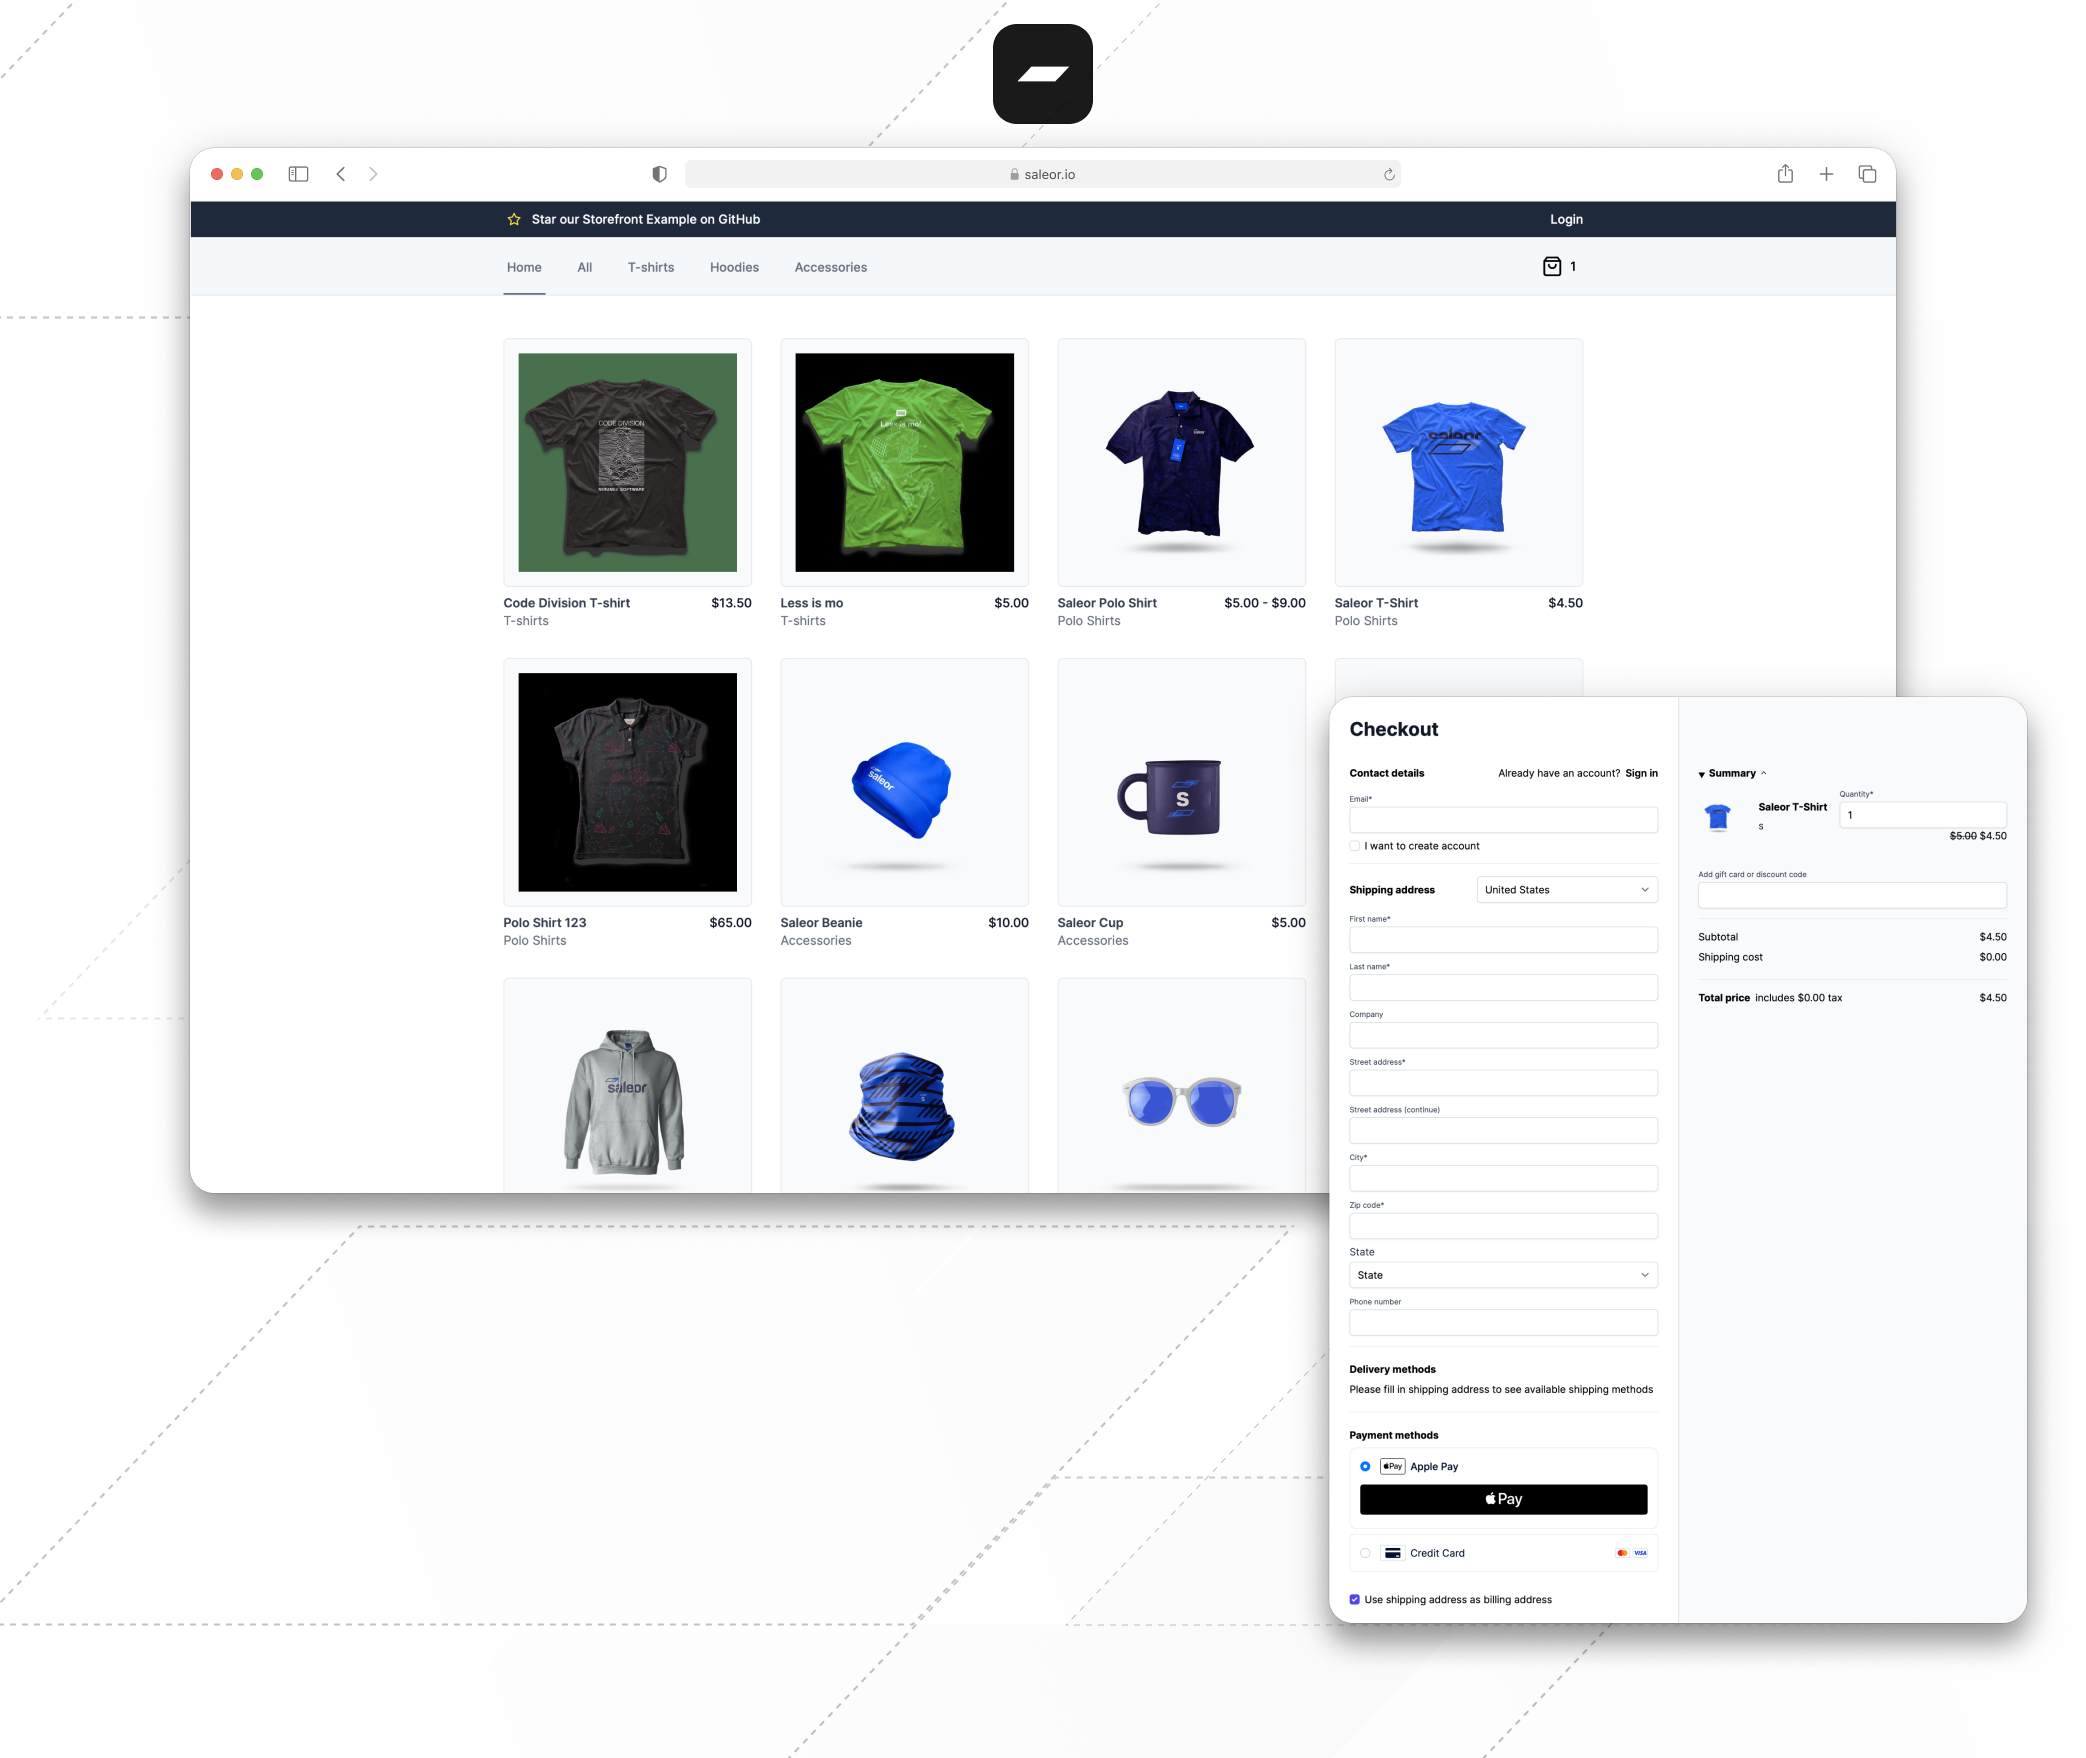 saleor.io
Star our Storefront Example on GitHub
Login
Home
All
T-shirts
Hoodies
Accessories
1
CODE DIVISION
Less is mo!
saleor
saleor
Code Division T-shirt
$13.50
T-shirts
Less is mo
$5.00
T-shirts
Saleor Polo Shirt
$5.00 - $9.00
Polo Shirts
Saleor T-Shirt
$4.50
Polo Shirts
saleor
S
Polo Shirt 123
$65.00
Polo Shirts
Saleor Beanie
$10.00
Accessories
Saleor Cup
$5.00
Accessories
saleor
Checkout
Contact details
Already have an account? Sign in
Email*
I want to create account
Shipping address
United States
First name*
Last name*
Company
Street address*
Street address (continue)
City*
Zip code*
State
State
Phone number
Delivery methods
Please fill in shipping address to see available shipping methods
Payment methods
Pay
Apple Pay
Pay
Credit Card
VISA
Use shipping address as billing address
Summary
Saleor T-Shirt
S
Quantity*
1
$5.00 $4.50
Add gift card or discount code
Subtotal
$4.50
Shipping cost
$0.00
Total price includes $0.00 tax
$4.50